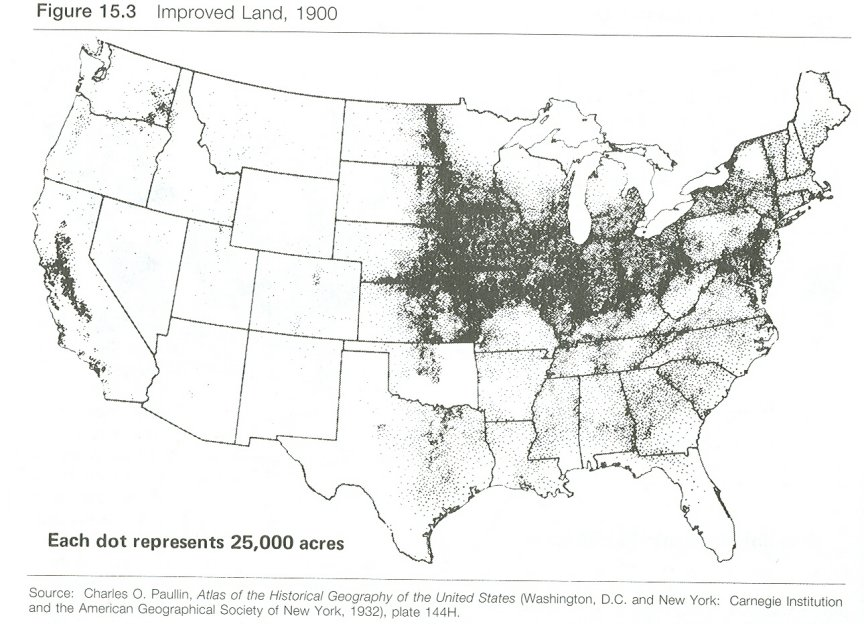 Figure 15.3 Improved Land, 1900
Each dot represents 25,000 acres
Source: Charles O. Paullin, Atlas of the Historical Geography of the United States (Washington, D.C. and New York: Carnegie Institution
and the American Geographical Society of New York, 1932), plate 144H.